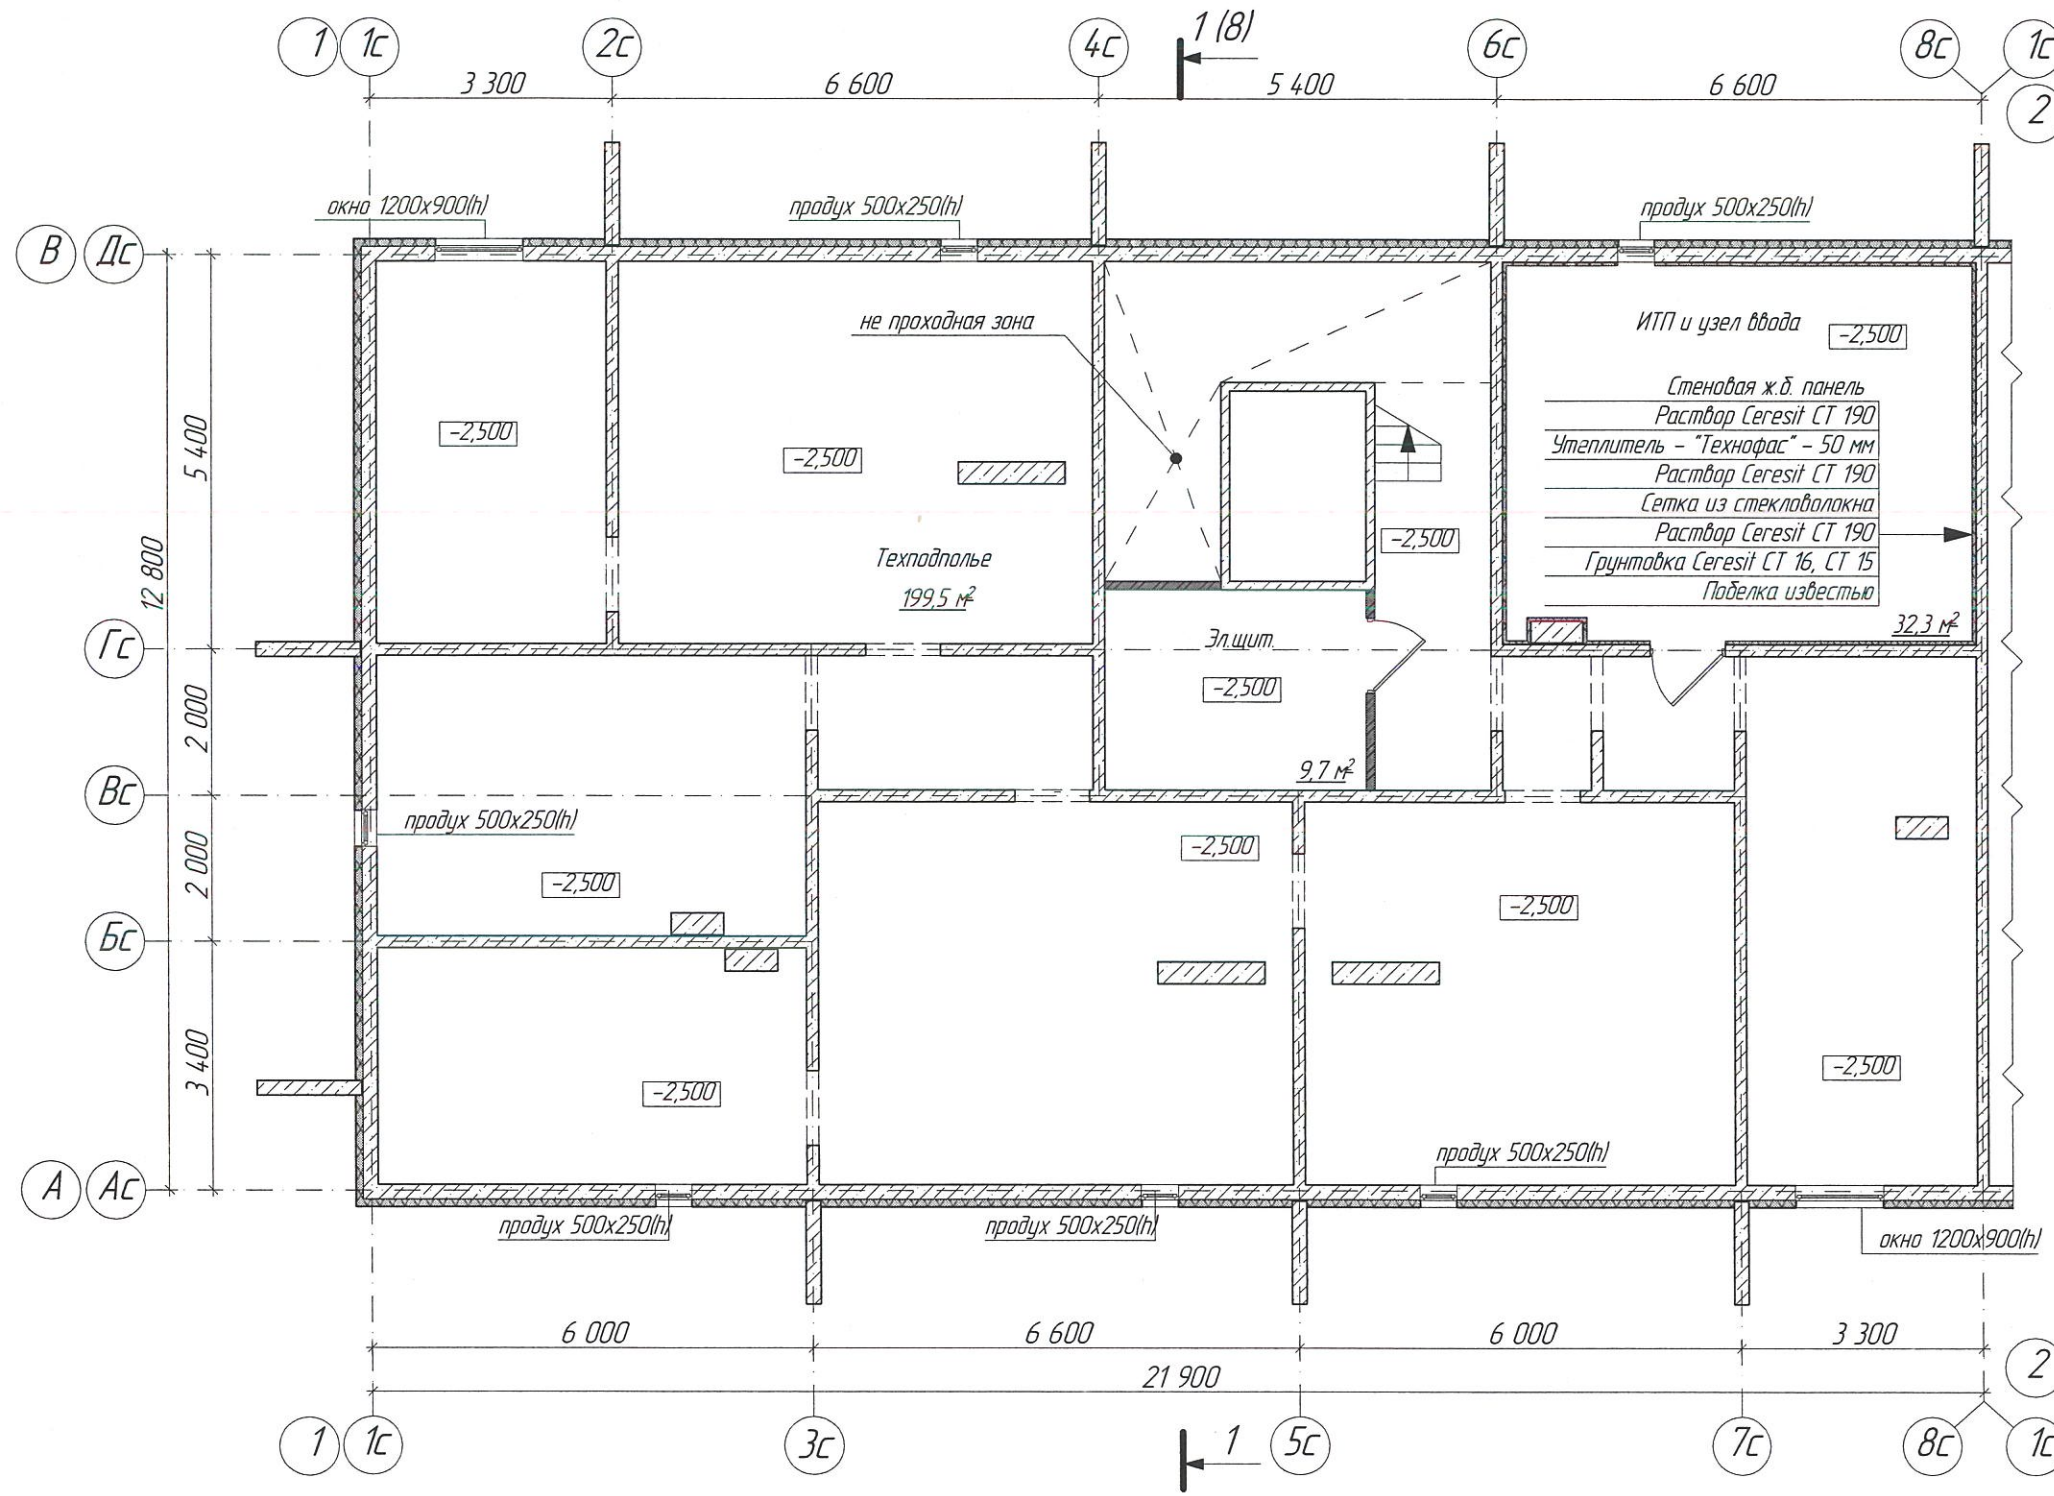 1 1с 2с 4с 1 (8) 6с 8с 1с
3 300 6 600 5 400 6 600
2
окно 1200х900(h) продух 500х250(h) продух 500х250(h)
В Дс
не проходная зона
ИТП и узел ввода -2,500
Стеновая ж.б. панель
Раствор Ceresit СТ 190
Утеплитель - "Технофас" - 50 мм
Раствор Ceresit СТ 190
Сетка из стекловолокна
Раствор Ceresit СТ 190
Грунтовка Ceresit СТ 16, СТ 15
Побелка известью
32,3 м²
-2,500 -2,500
5 400
-2,500
12 800
Техподполье
199,5 м²
Гс
Эл.щит.
-2,500
2 000
9,7 м²
Вс
продух 500х250(h)
-2,500
2 000
-2,500
-2,500
Бс
3 400
-2,500
-2,500
продух 500х250(h)
А Ас
продух 500х250(h) продух 500х250(h) окно 1200х900(h)
6 000 6 600 6 000 3 300
21 900
2
1 1с 3с 1 5с 7с 8с 1с